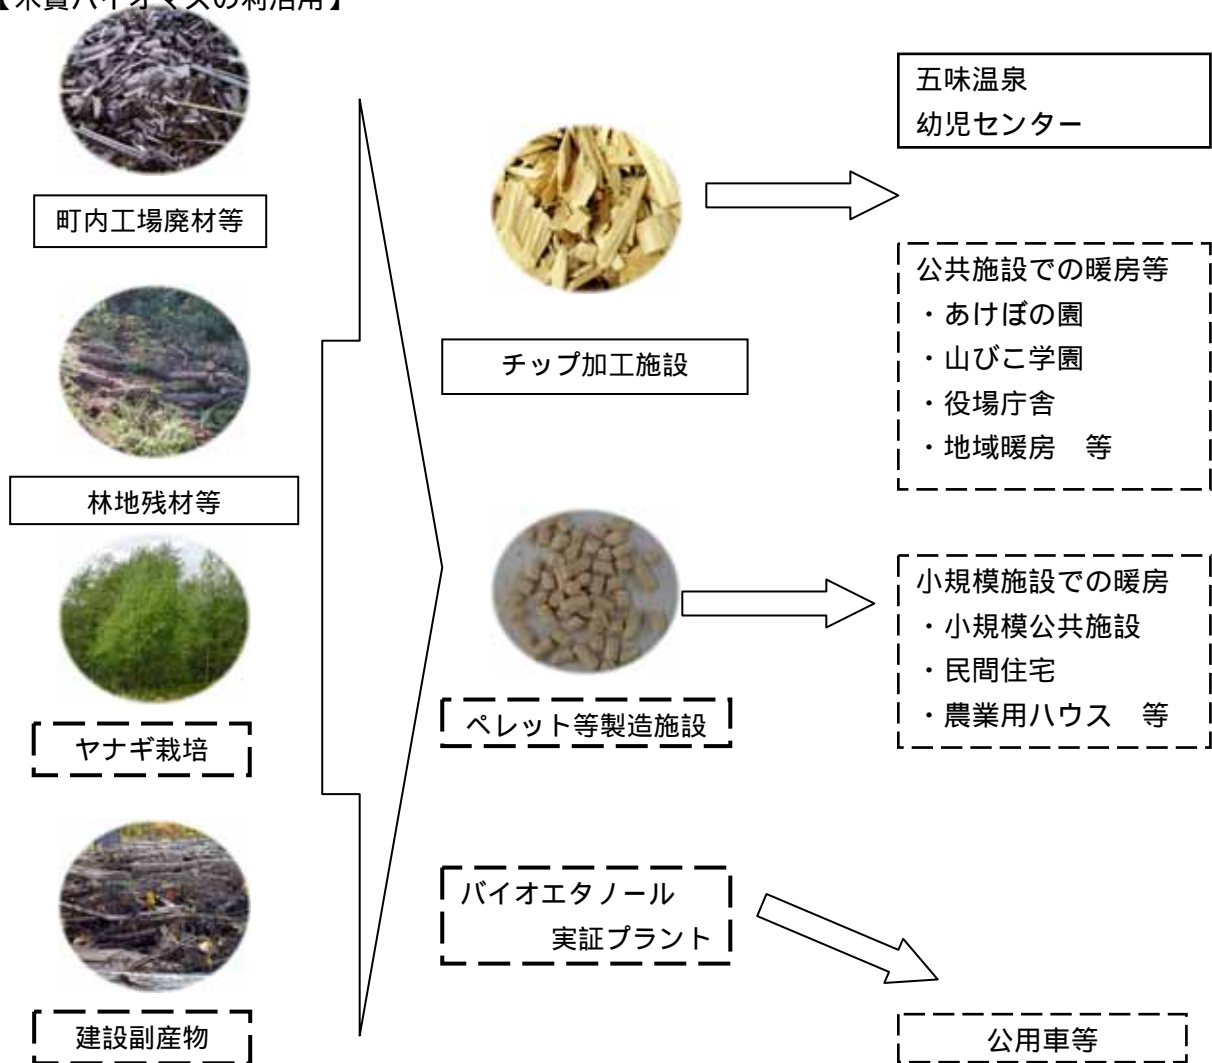 【木質バイオマスの利活用】
町内工場廃材等
林地残材等
ヤナギ栽培
建設副産物
チップ加工施設
ペレット等製造施設
バイオエタノール
実証プラント
五味温泉
幼児センター
公共施設での暖房等
・あけぼの園
・山びこ学園
・役場庁舎
・地域暖房　等
小規模施設での暖房
・小規模公共施設
・民間住宅
・農業用ハウス　等
公用車等